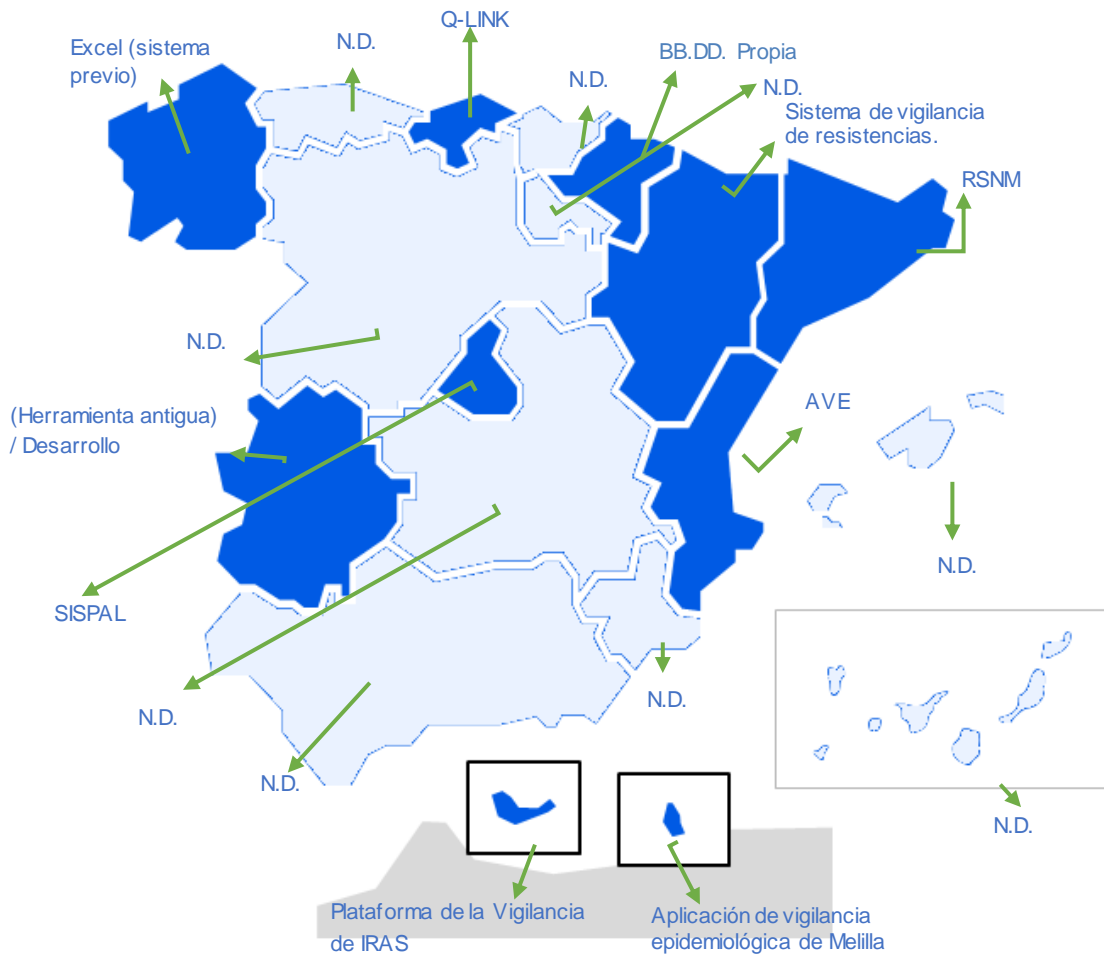 Q-LINK
Excel (sistema
previo)
N.D.
BB.DD. Propia
N.D.
N.D.
Sistema de vigilancia
de resistencias.
RSNM
N.D.
(Herramienta antigua)
/ Desarrollo
AVE
N.D.
SISPAL
N.D.
N.D.
N.D.
N.D.
Plataforma de la Vigilancia
de IRAS
Aplicación de vigilancia
epidemiológica de Melilla